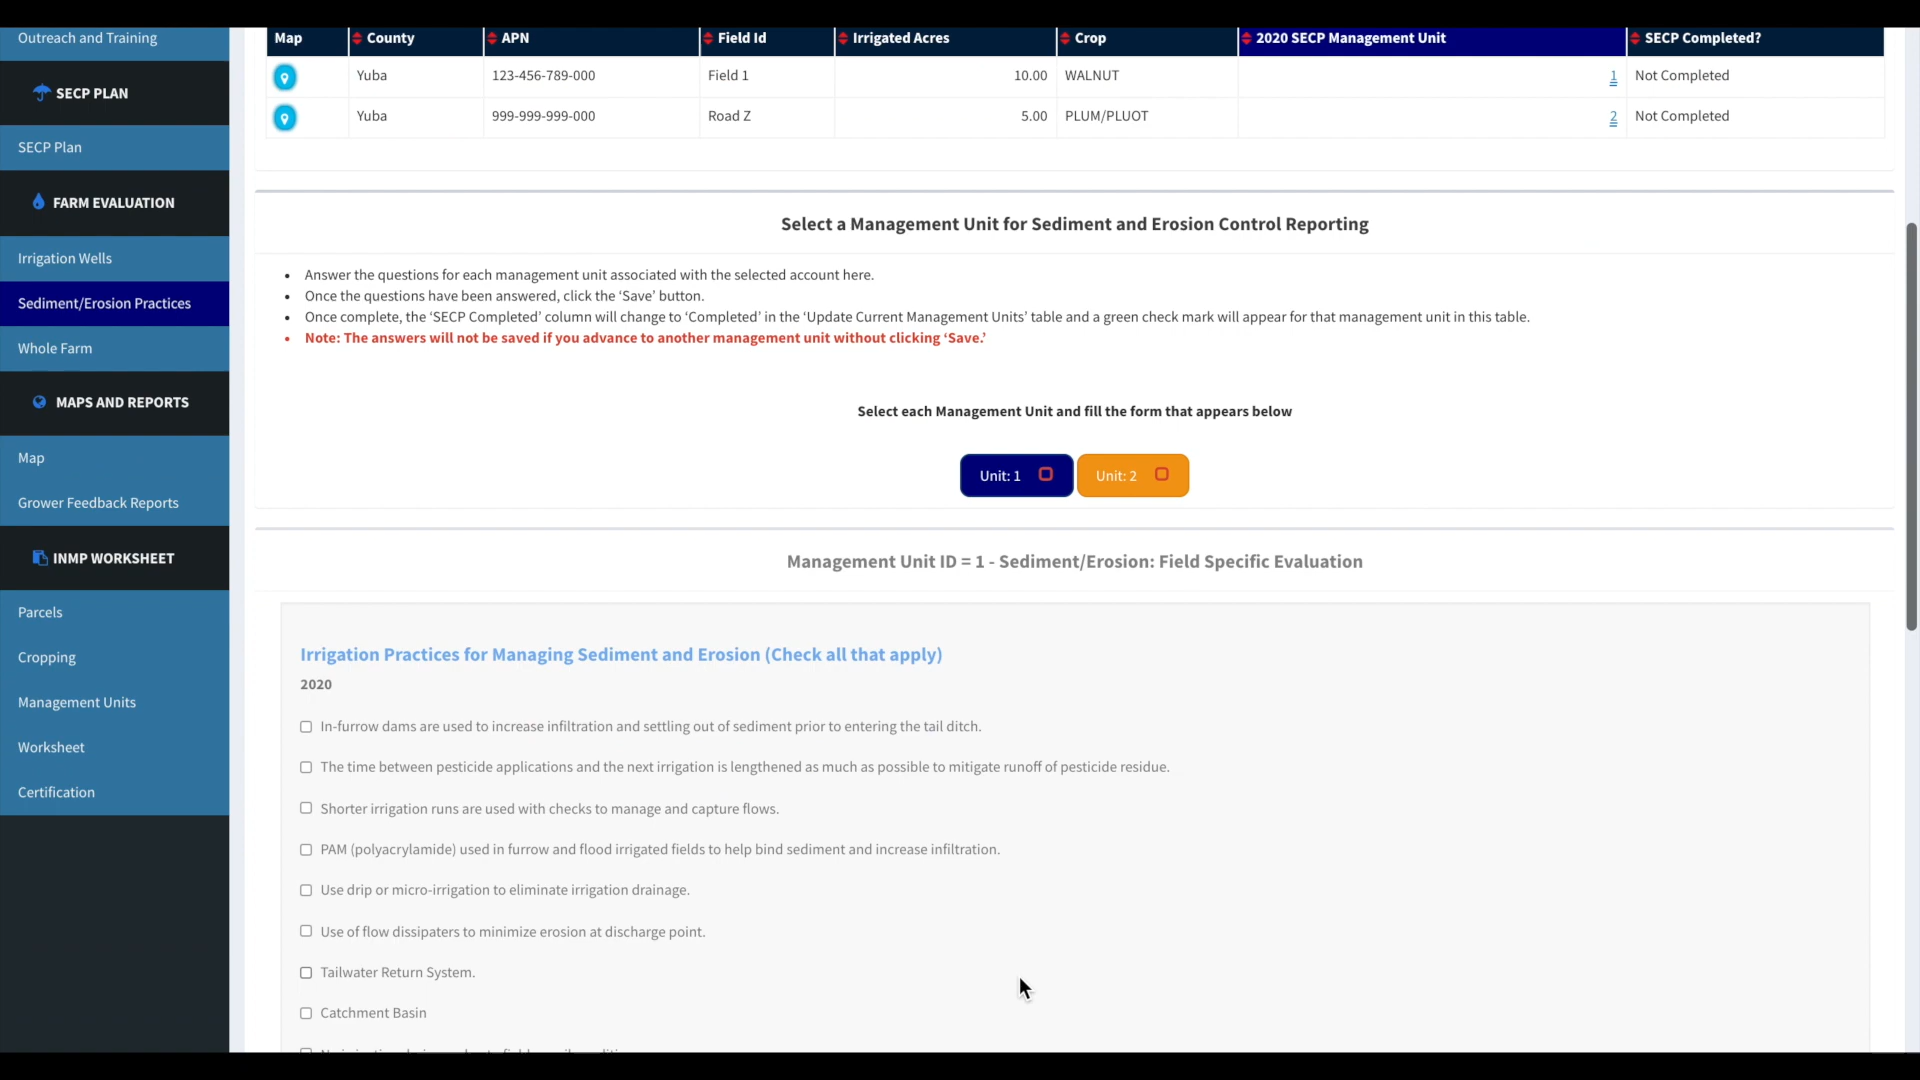 Outreach and Training
SECP PLAN
SECP Plan
FARM EVALUATION
Irrigation Wells
Sediment/Erosion Practices
Whole Farm
MAPS AND REPORTS
Map
Grower Feedback Reports
INMP WORKSHEET
Parcels
Cropping
Management Units
Worksheet
Certification
Map County APN Field Id Irrigated Acres Crop 2020 SECP Management Unit SECP Completed?
Yuba 123-456-789-000 Field 1 10.00 WALNUT 1 Not Completed
Yuba 999-999-999-000 Road Z 5.00 PLUM/PLUOT 2 Not Completed
Select a Management Unit for Sediment and Erosion Control Reporting
• Answer the questions for each management unit associated with the selected account here.
• Once the questions have been answered, click the ‘Save’ button.
• Once complete, the ‘SECP Completed’ column will change to ‘Completed’ in the ‘Update Current Management Units’ table and a green check mark will appear for that management unit in this table.
• Note: The answers will not be saved if you advance to another management unit without clicking ‘Save.’
Select each Management Unit and fill the form that appears below
Unit: 1 Unit: 2
Management Unit ID = 1 - Sediment/Erosion: Field Specific Evaluation
Irrigation Practices for Managing Sediment and Erosion (Check all that apply)
2020
In-furrow dams are used to increase infiltration and settling out of sediment prior to entering the tail ditch.
The time between pesticide applications and the next irrigation is lengthened as much as possible to mitigate runoff of pesticide residue.
Shorter irrigation runs are used with checks to manage and capture flows.
PAM (polyacrylamide) used in furrow and flood irrigated fields to help bind sediment and increase infiltration.
Use drip or micro-irrigation to eliminate irrigation drainage.
Use of flow dissipaters to minimize erosion at discharge point.
Tailwater Return System.
Catchment Basin